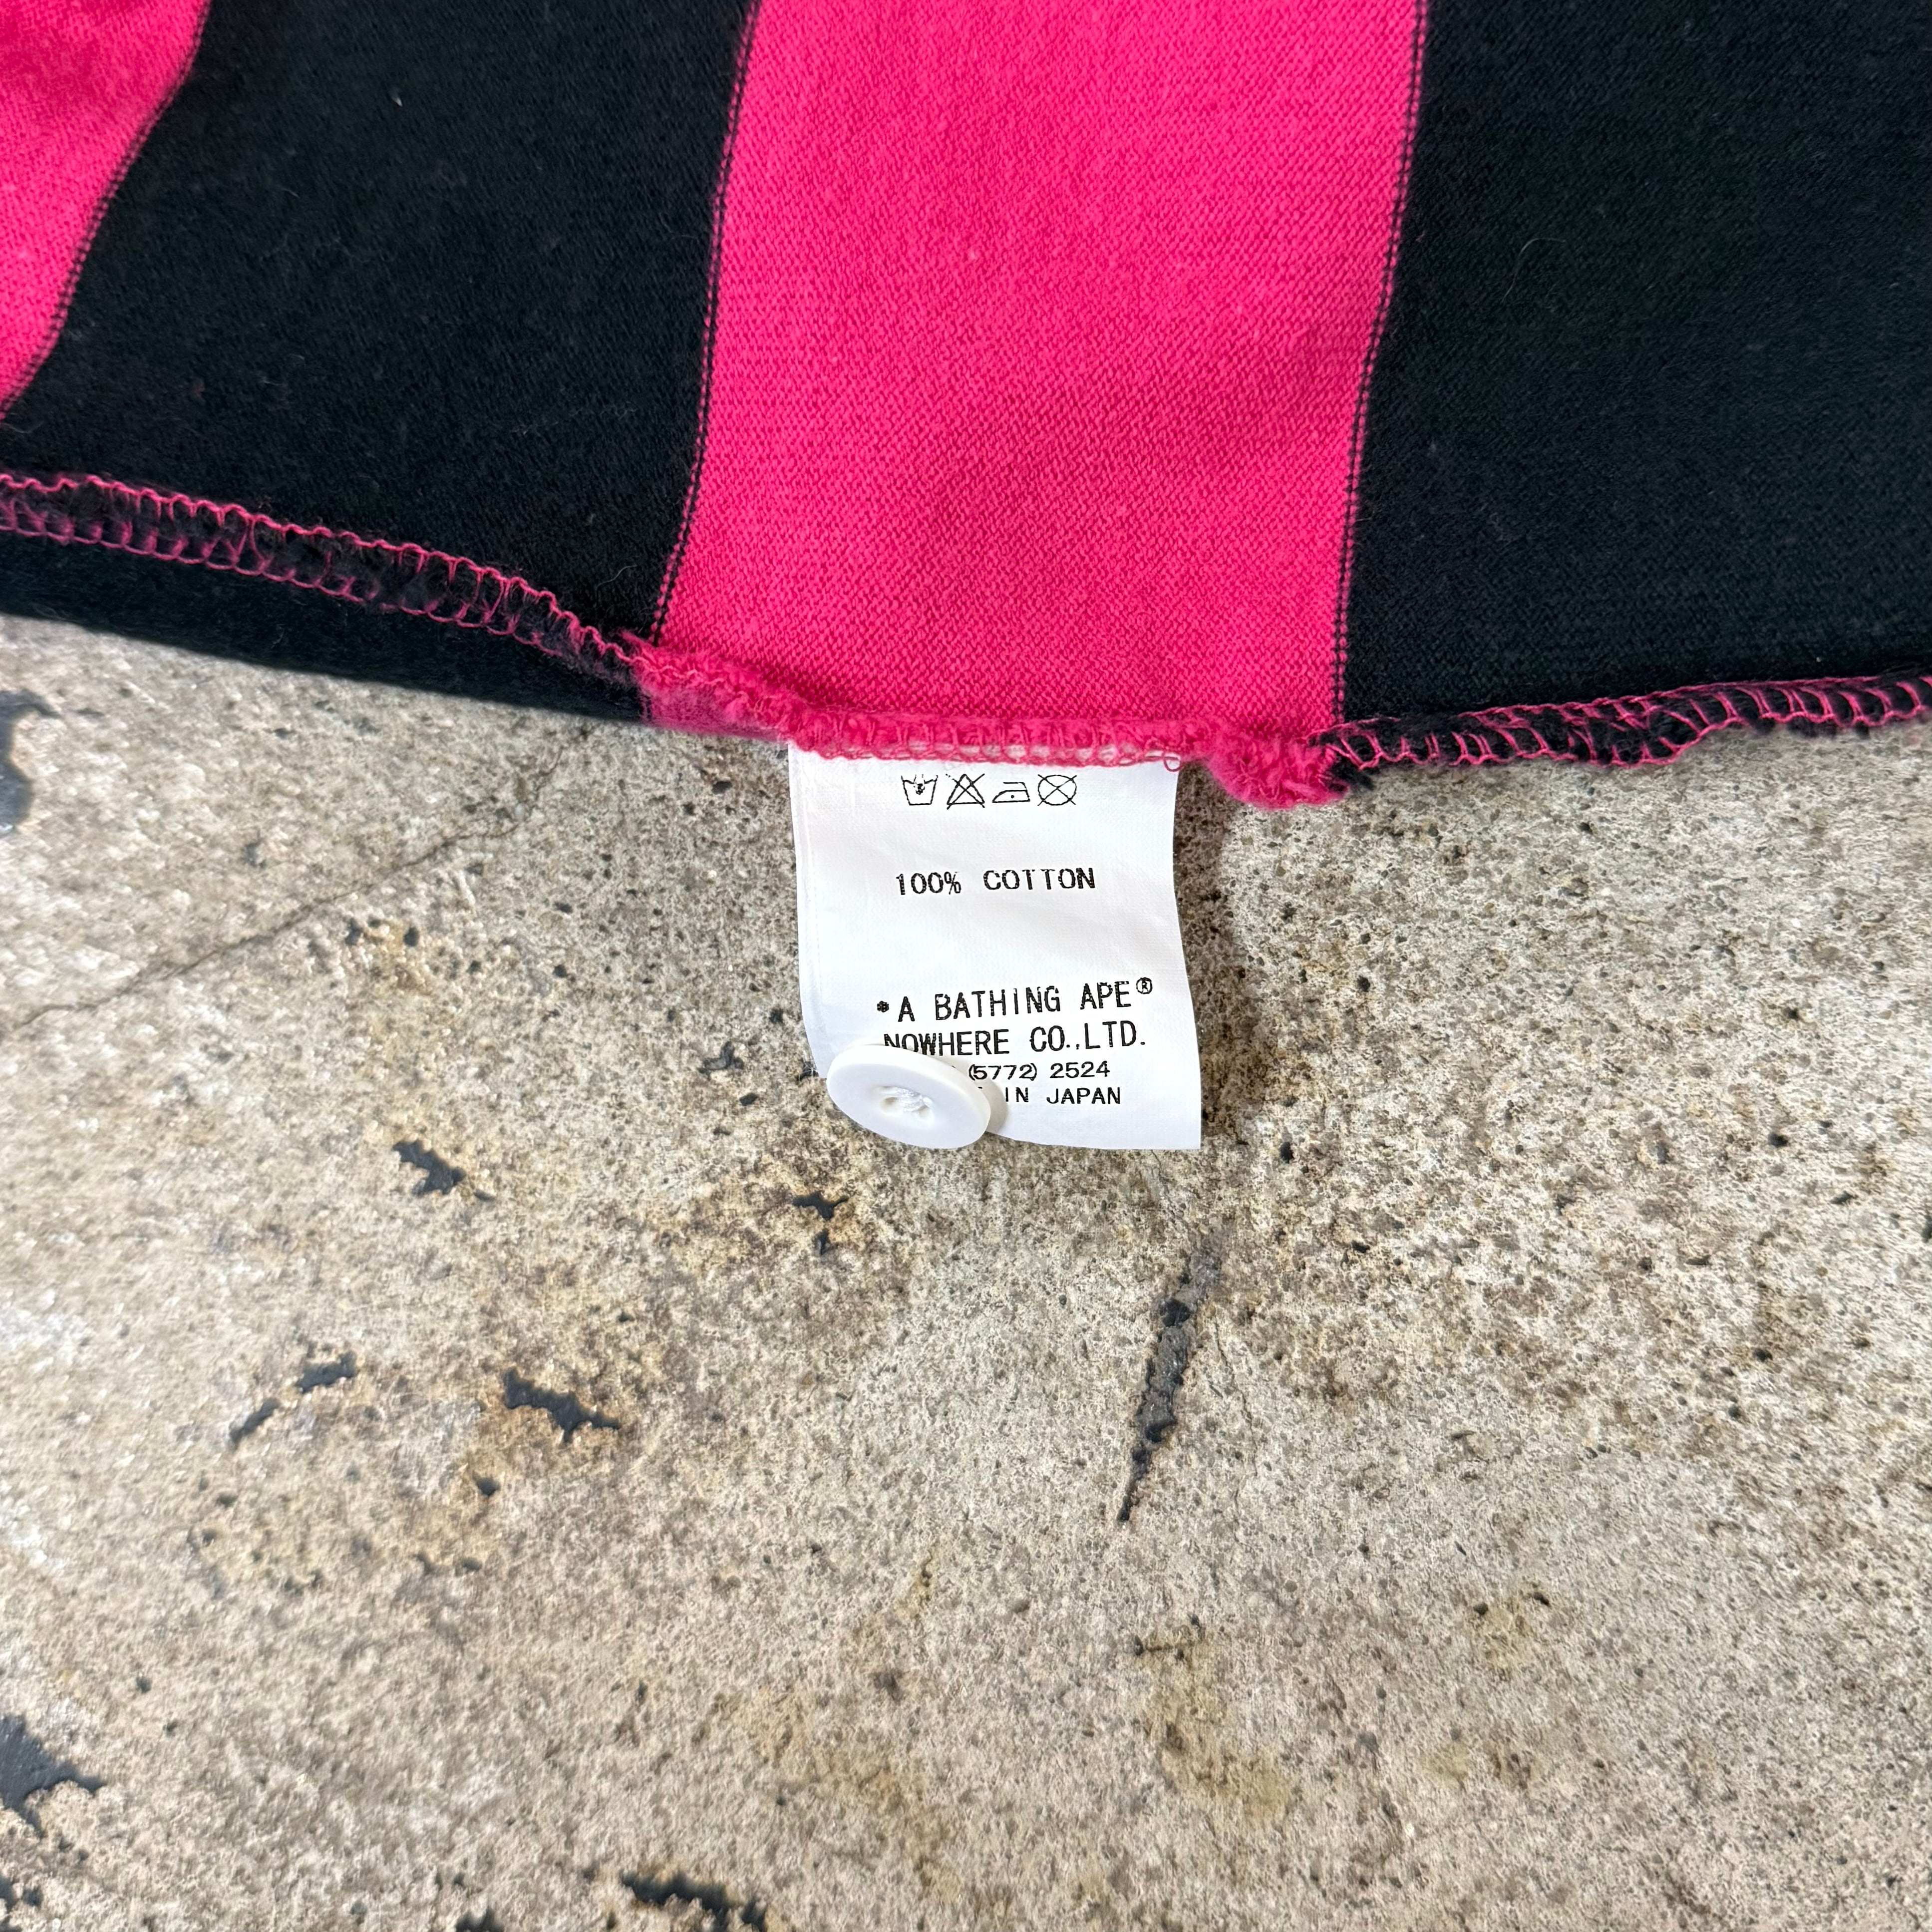 100% COTTON
*A BATHING APE®
NOWHERE CO.,LTD.
(5772) 2524
IN JAPAN